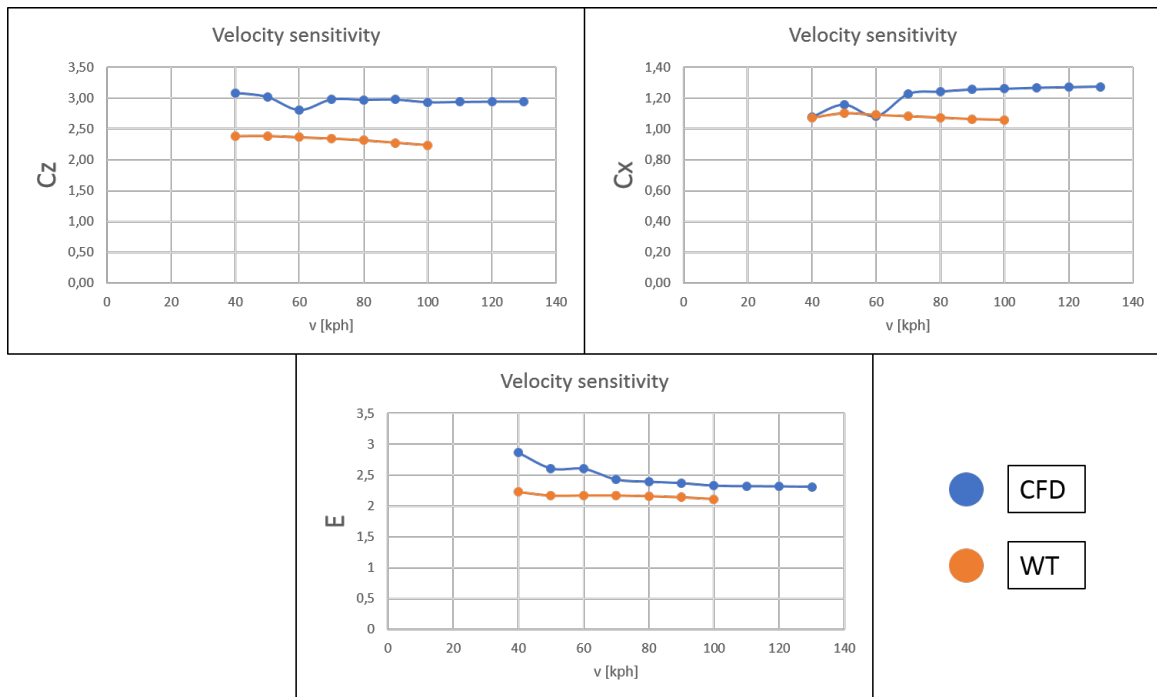 Velocity sensitivity
3,50
3,00
2,50
2,00
1,50
1,00
0,50
0,00
Cz
0 20 40 60 80 100 120 140
v [kph]
Velocity sensitivity
1,40
1,20
1,00
0,80
0,60
0,40
0,20
0,00
Cx
0 20 40 60 80 100 120 140
v [kph]
Velocity sensitivity
3,5
3
2,5
2
1,5
1
0,5
0
E
0 20 40 60 80 100 120 140
v [kph]
CFD
WT